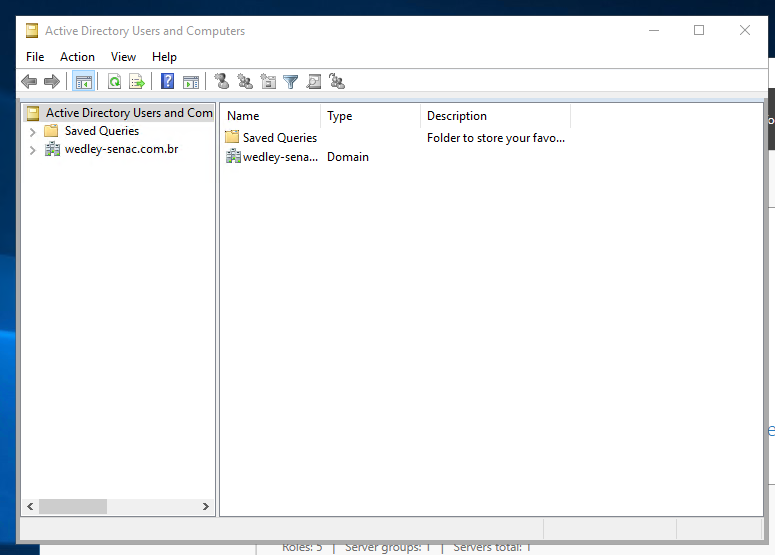 Active Directory Users and Computers
File Action View Help
Active Directory Users and Com
Saved Queries
wedley-senac.com.br
Name Type Description
Saved Queries Folder to store your favo...
wedley-sena... Domain
Roles: 5 | Server groups: 1 | Servers total: 1